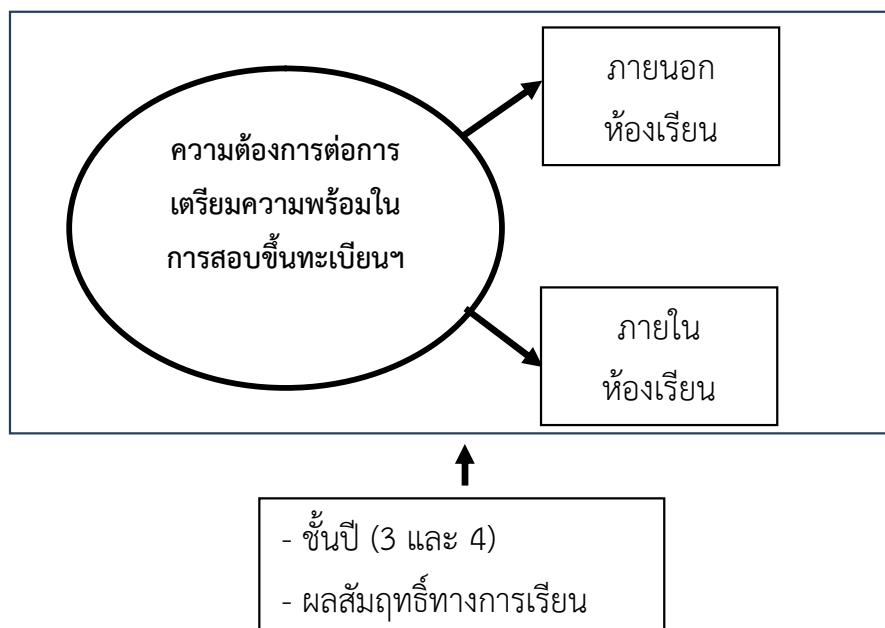 ภายนอก
ห้องเรียน
ความต้องการต่อการ
เตรียมความพร้อมใน
การสอบขึ้นทะเบียนฯ
ภายใน
ห้องเรียน
- ชั้นปี (3 และ 4)
- ผลสัมฤทธิ์ทางการเรียน